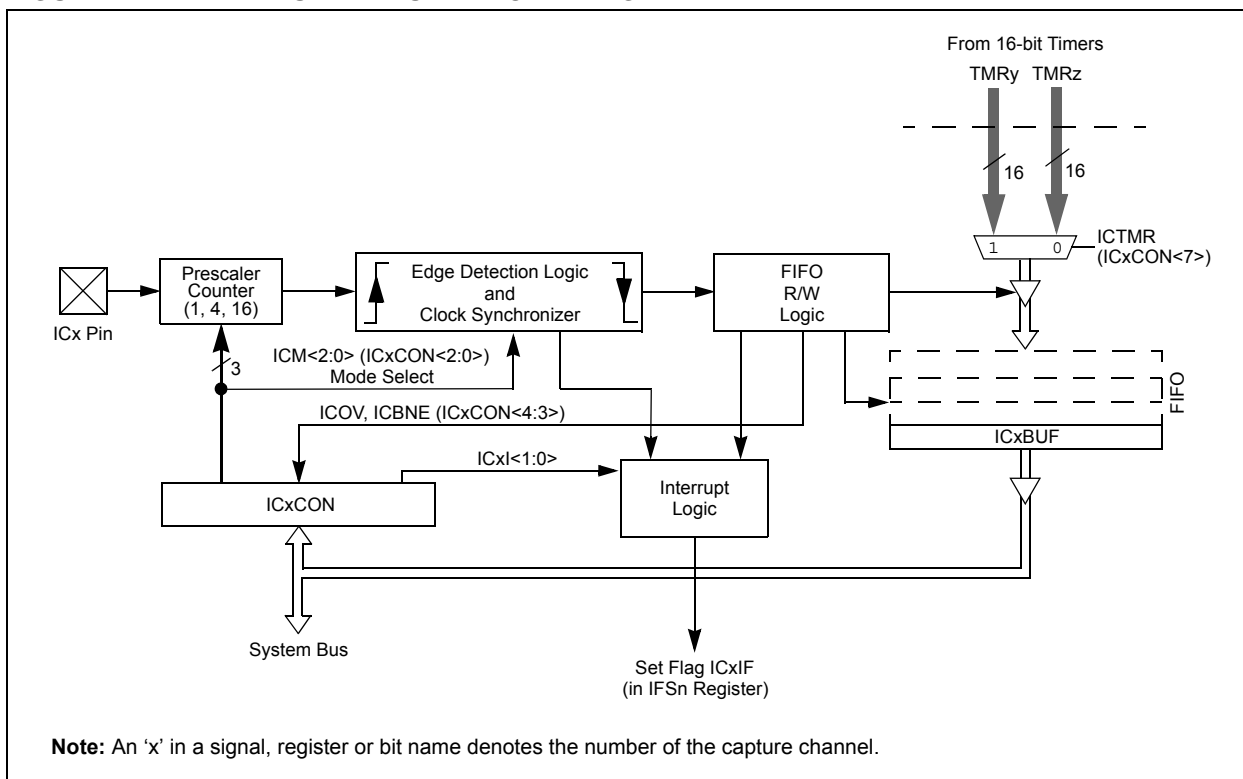 From 16-bit Timers
TMRy TMRz
16 16
1 0
ICTMR
(ICxCON<7>)
ICx Pin
Prescaler
Counter
(1, 4, 16)
Edge Detection Logic
and
Clock Synchronizer
FIFO
R/W
Logic
3
ICM<2:0> (ICxCON<2:0>)
Mode Select
FIFO
ICxBUF
ICOV, ICBNE (ICxCON<4:3>)
ICxI<1:0>
ICxCON
Interrupt
Logic
System Bus
Set Flag ICxIF
(in IFSn Register)
Note: An ‘x’ in a signal, register or bit name denotes the number of the capture channel.